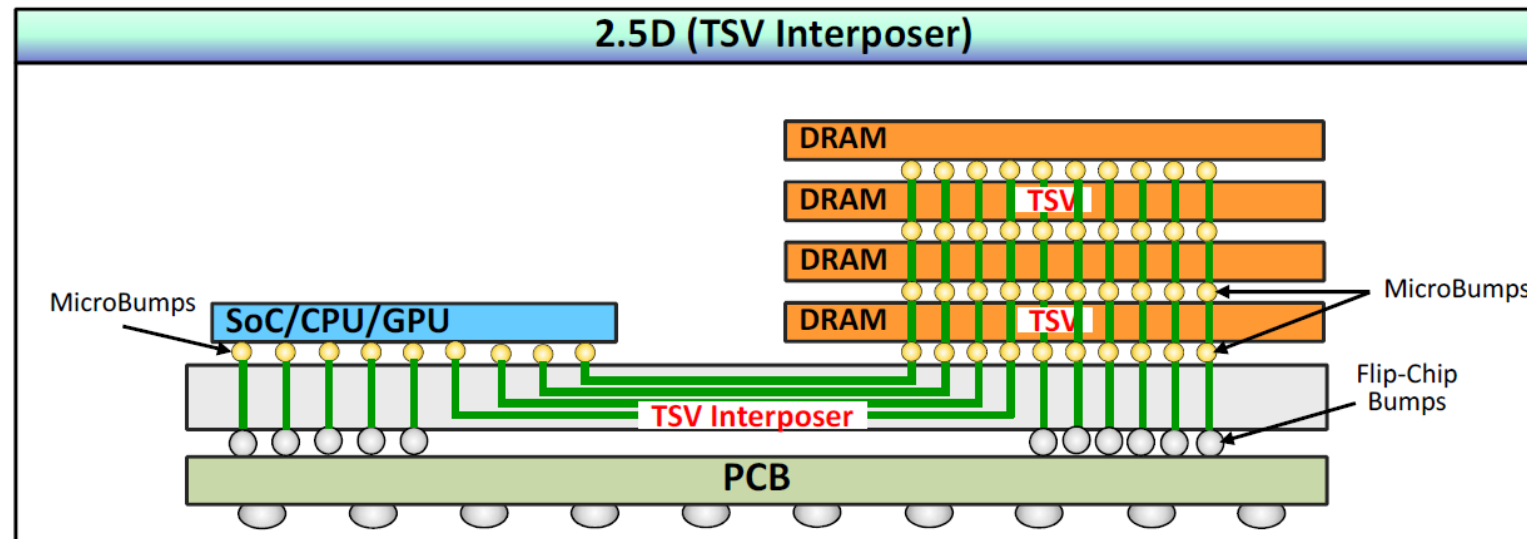 2.5D (TSV Interposer)
DRAM
DRAM
TSV
DRAM
MicroBumps
SoC/CPU/GPU
DRAM
TSV
MicroBumps
Flip-Chip
Bumps
TSV Interposer
PCB